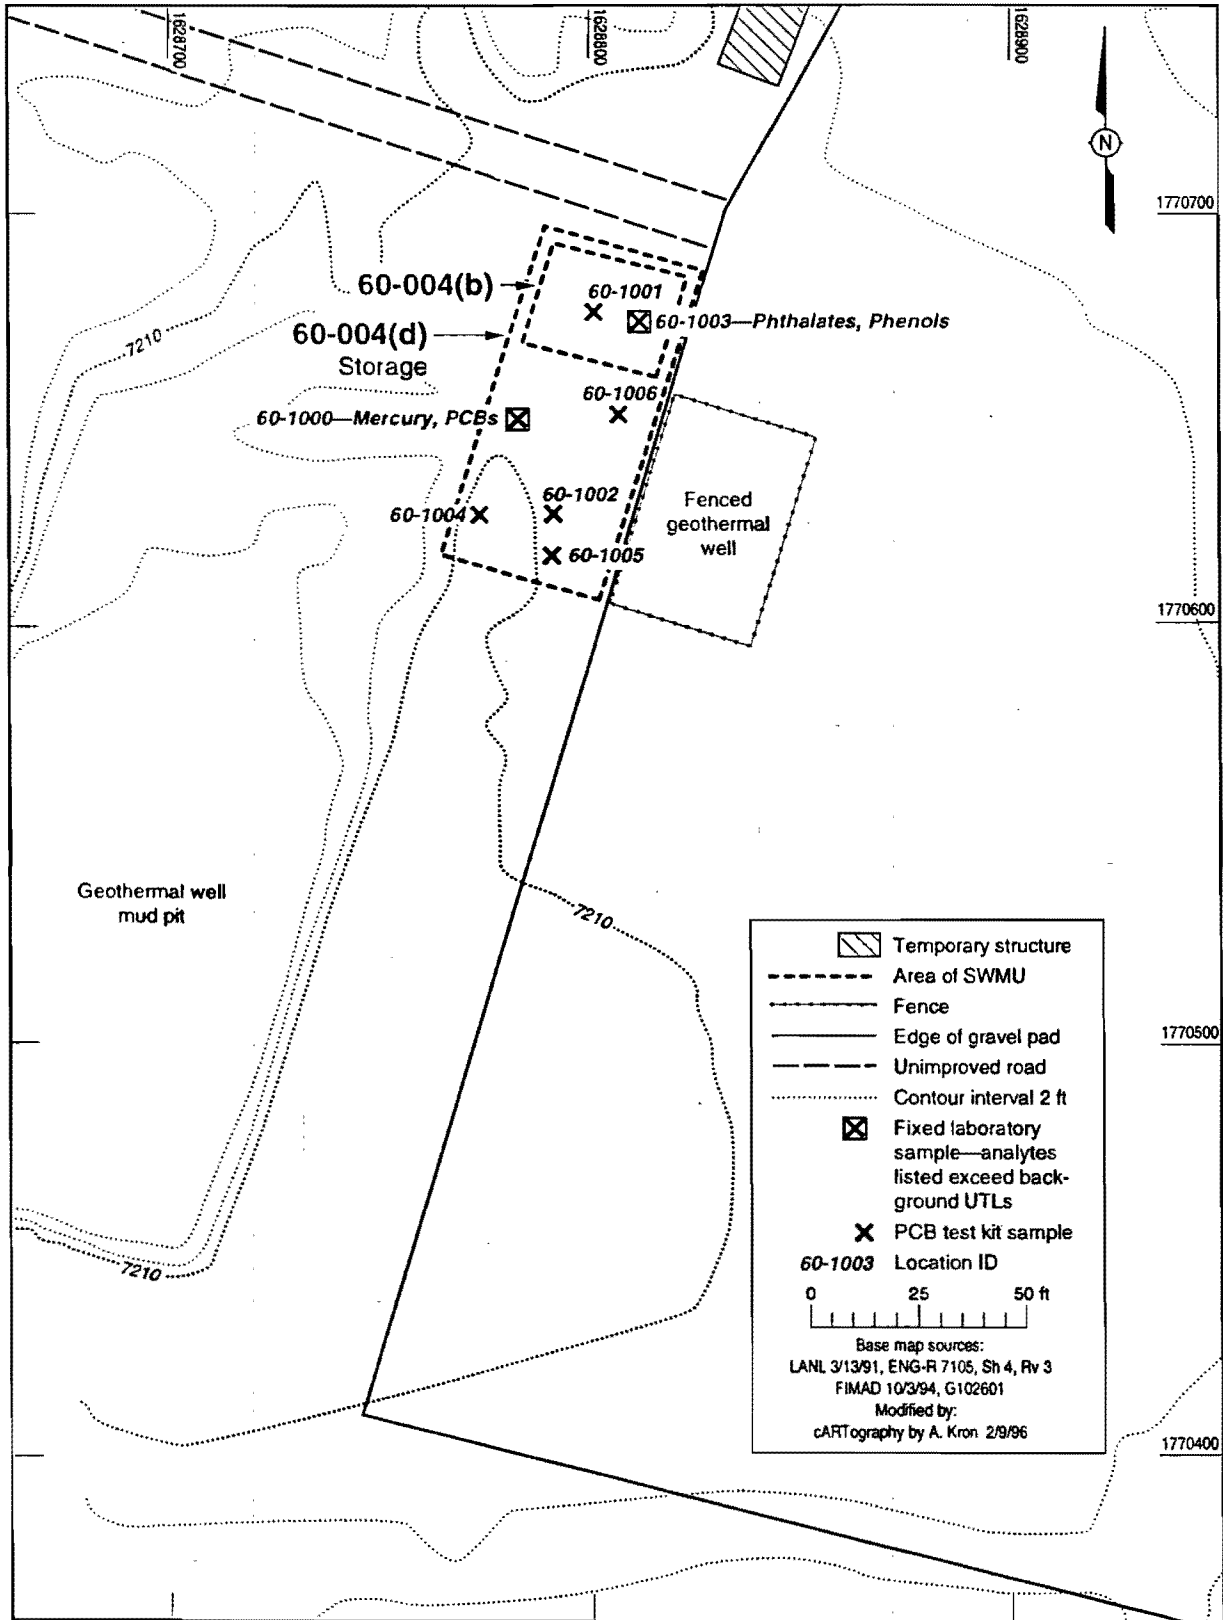 1628700
1628800
1628900
N
1770700
60-004(b)
60-1001
60-1003—Phthalates, Phenols
60-004(d)
Storage
7210
60-1006
60-1000—Mercury, PCBs
60-1002
60-1004
60-1005
Fenced
geothermal
well
1770600
Geothermal well
mud pit
7210
Temporary structure
Area of SWMU
Fence
Edge of gravel pad
1770500
Unimproved road
Contour interval 2 ft
Fixed laboratory
sample—analytes
listed exceed back-
ground UTLs
PCB test kit sample
60-1003 Location ID
7210
0 25 50 ft
Base map sources:
LANL 3/13/91, ENG-R 7105, Sh 4, Rv 3
FIMAD 10/3/94, G102601
Modified by:
cARTography by A. Kron 2/9/96
1770400